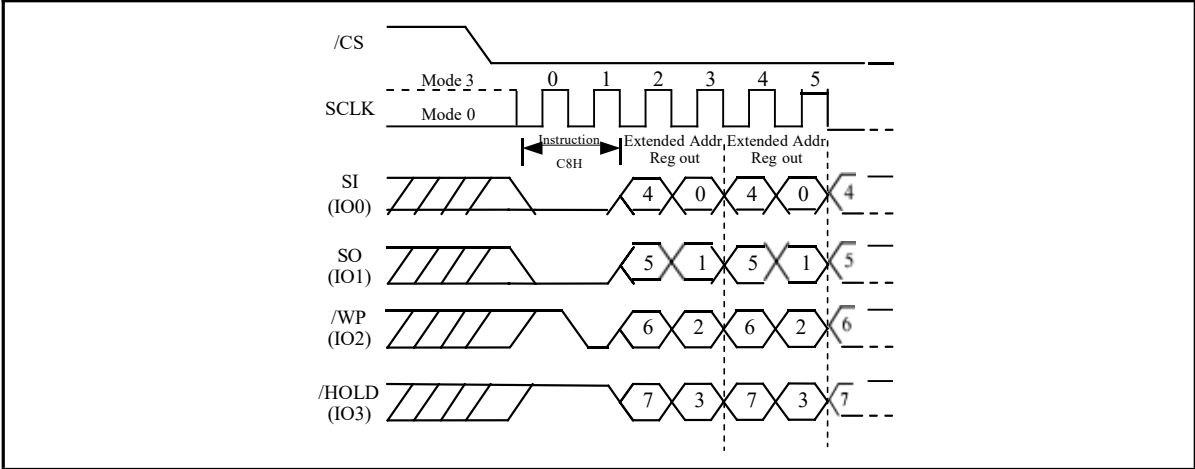 /CS
Mode 3
0 1 2 3 4 5
SCLK
Mode 0
Instruction
Extended Addr
Reg out
Extended Addr
Reg out
C8H
SI
(IO0)
4 0 4 0 4
SO
(IO1)
5 1 5 1 5
/WP
(IO2)
6 2 6 2 6
/HOLD
(IO3)
7 3 7 3 7